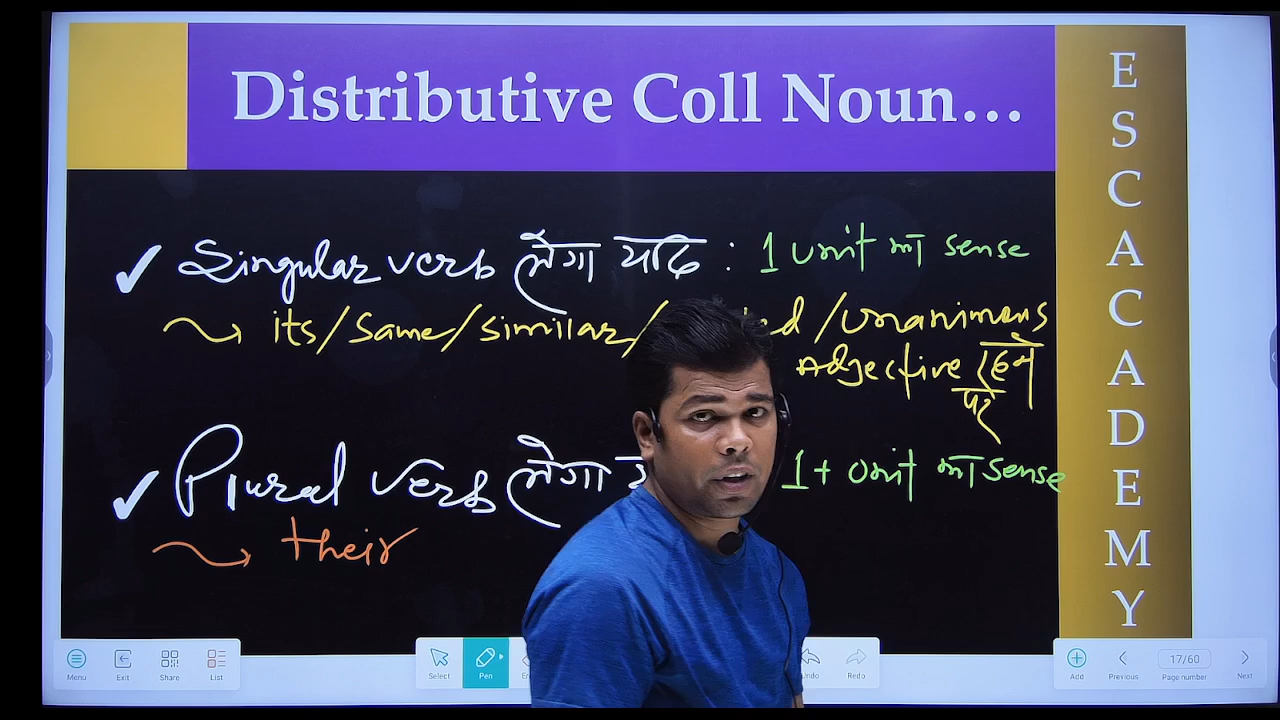 Distributive Coll Noun...
ESCACADEMY
Singular verb लेगा यदि : 1 unit का sense
its/same/similar/ /unanimous
Adjective रहने
पर
Plural verb लेगा 1+ unit का sense
their
Menu Exit Share List Select Pen Redo Add Previous 17/60 Page number Next